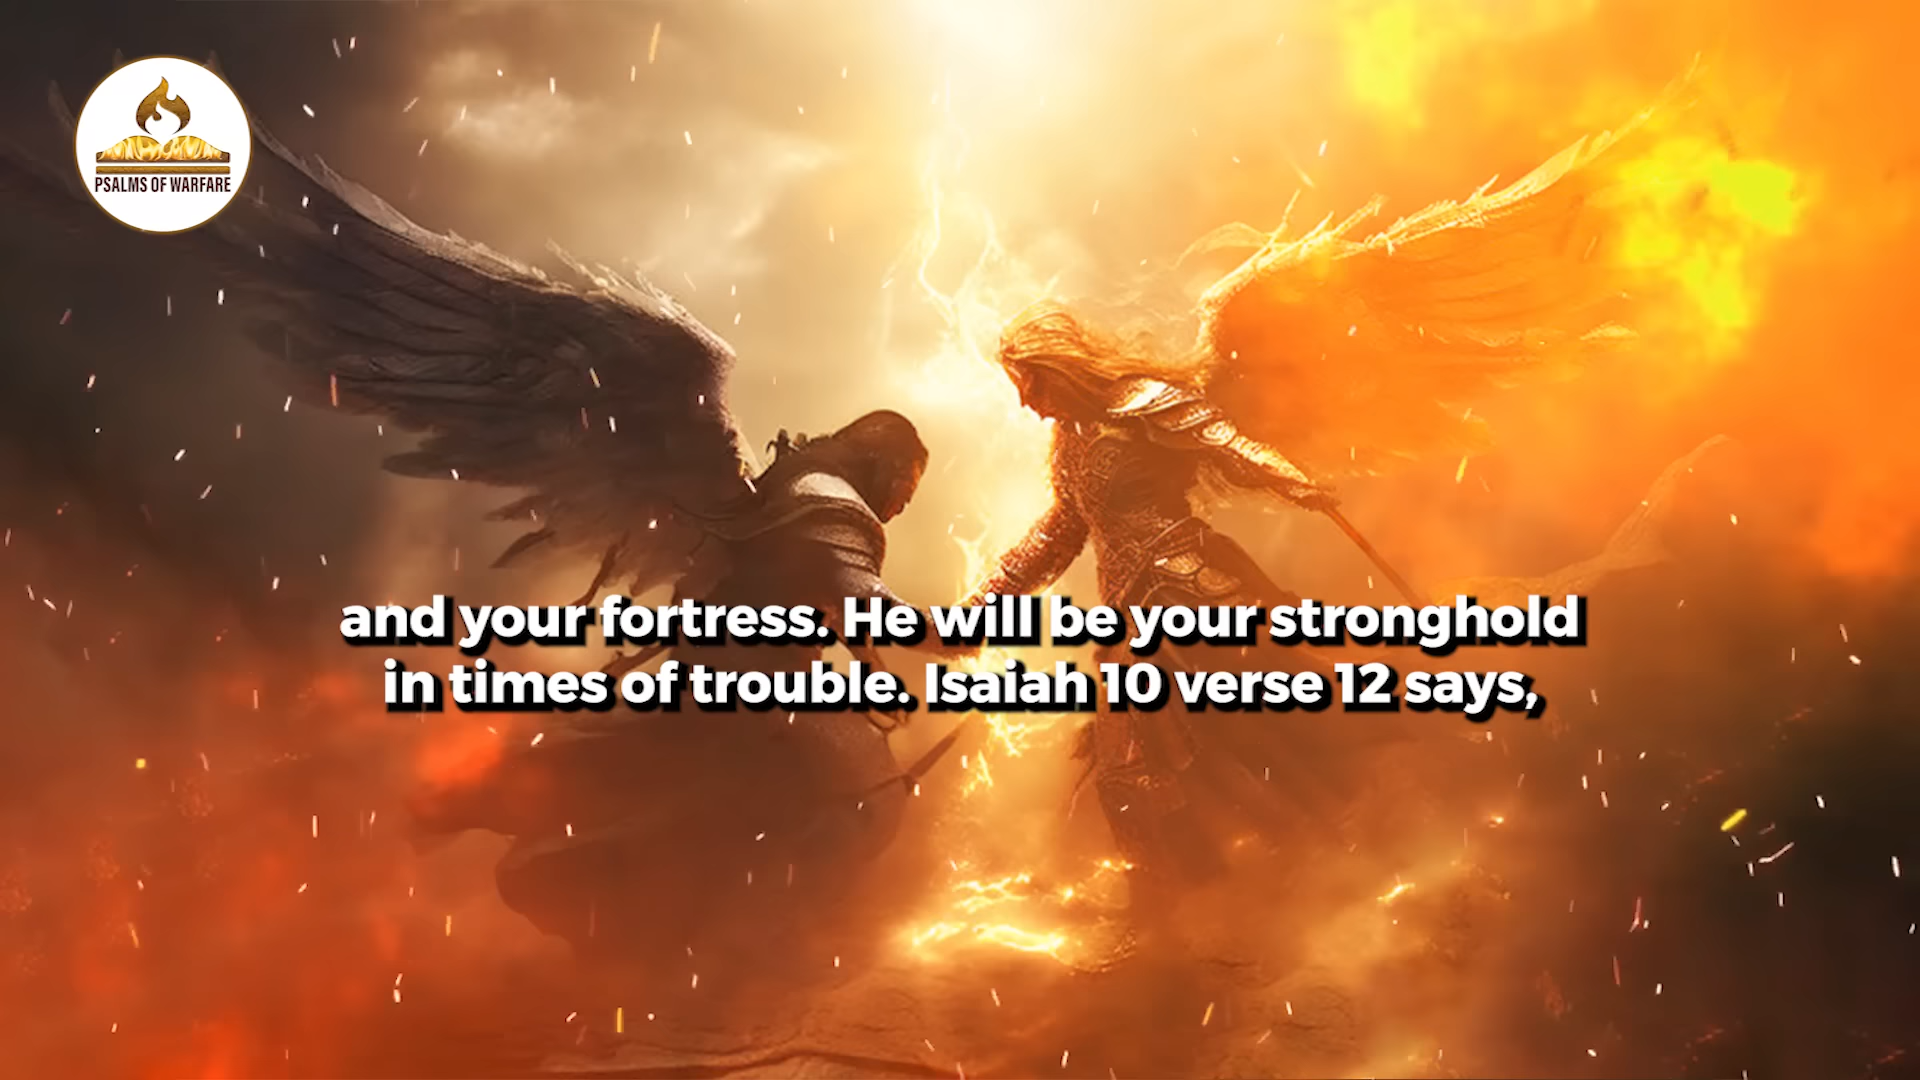 PSALMS OF WARFARE
and your fortress. He will be your stronghold
in times of trouble. Isaiah 10 verse 12 says,